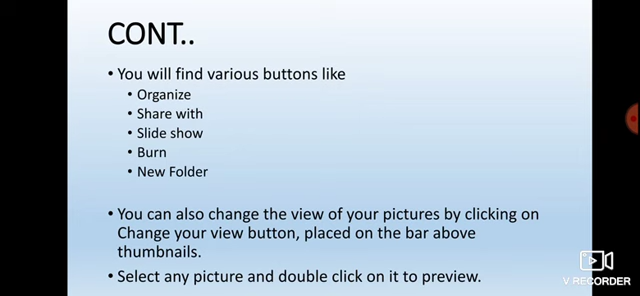 CONT..
• You will find various buttons like
• Organize
• Share with
• Slide show
• Burn
• New Folder
• You can also change the view of your pictures by clicking on
Change your view button, placed on the bar above
thumbnails.
• Select any picture and double click on it to preview.
V RECORDER